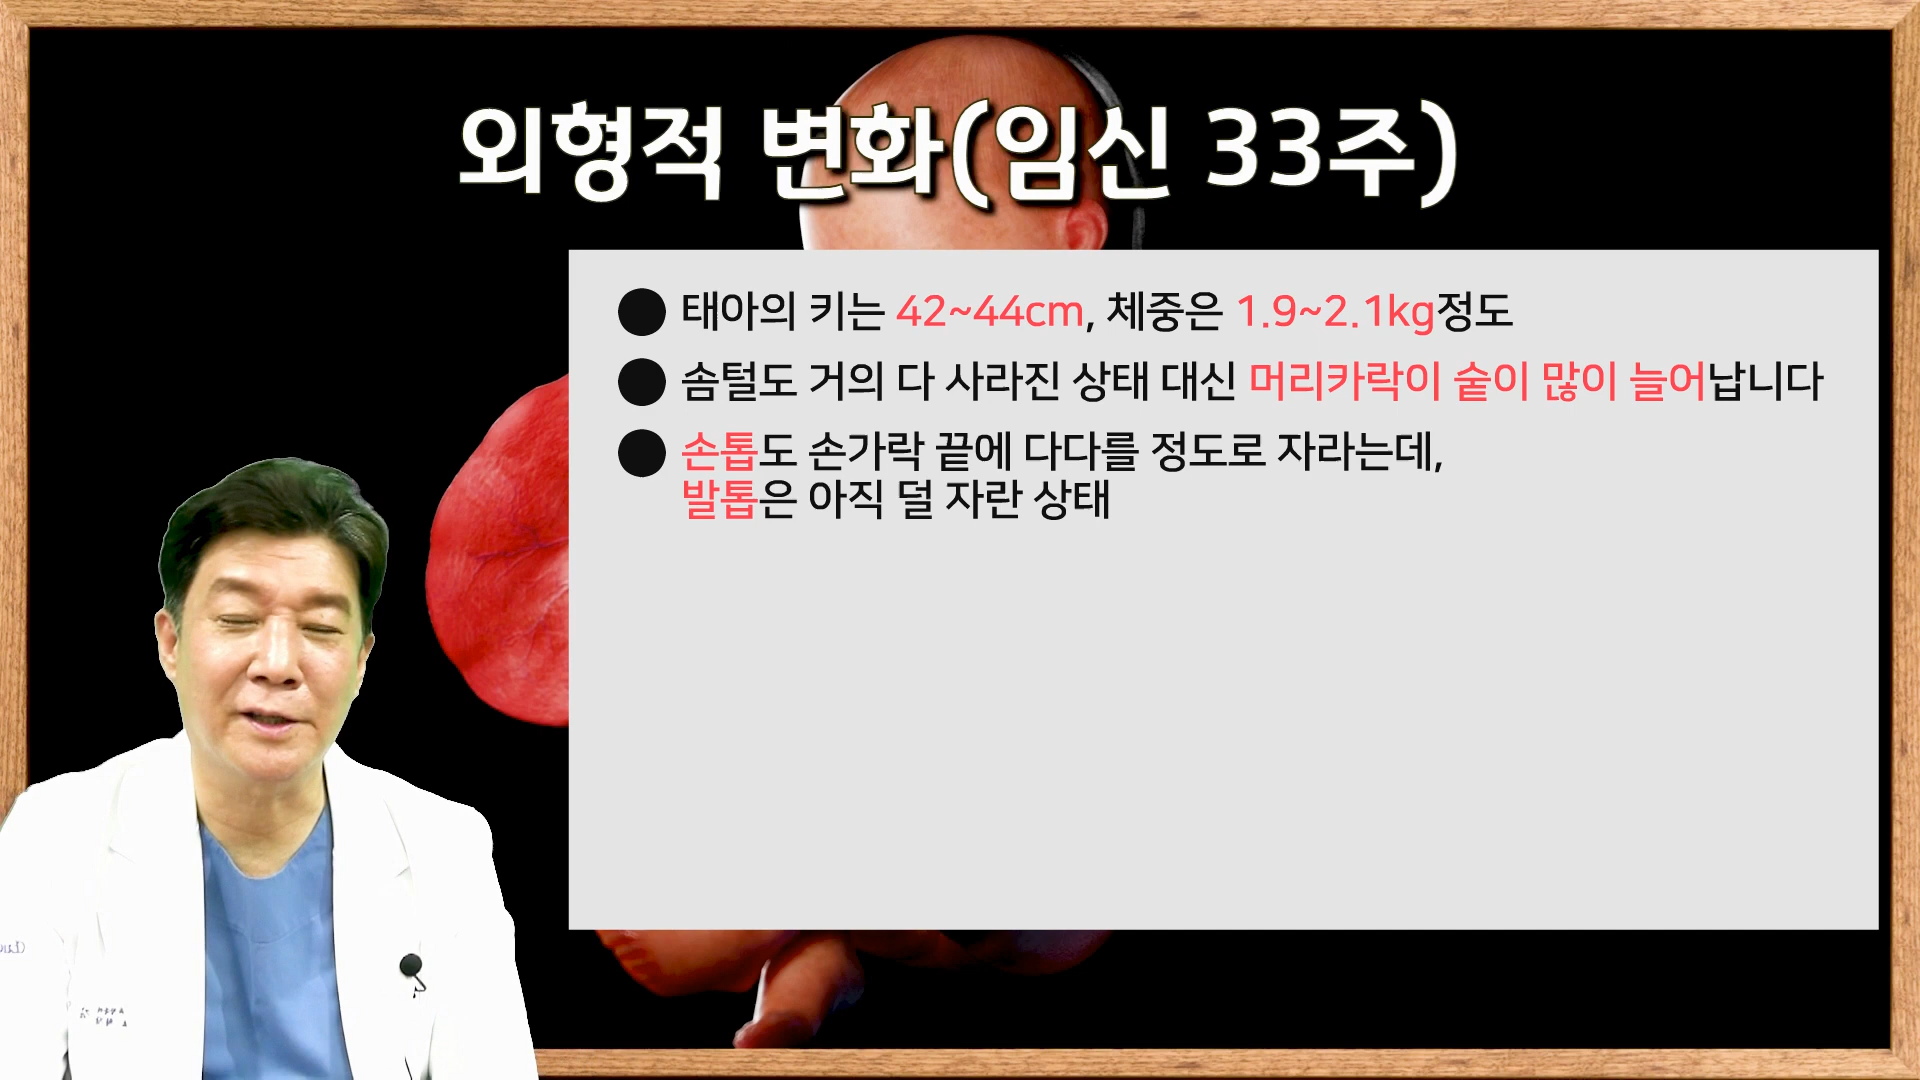 외형적 변화(임신 33주)
● 태아의 키는 42~44cm, 체중은 1.9~2.1kg정도
● 솜털도 거의 다 사라진 상태 대신 머리카락이 숱이 많이 늘어납니다
● 손톱도 손가락 끝에 다다를 정도로 자라는데,
발톱은 아직 덜 자란 상태